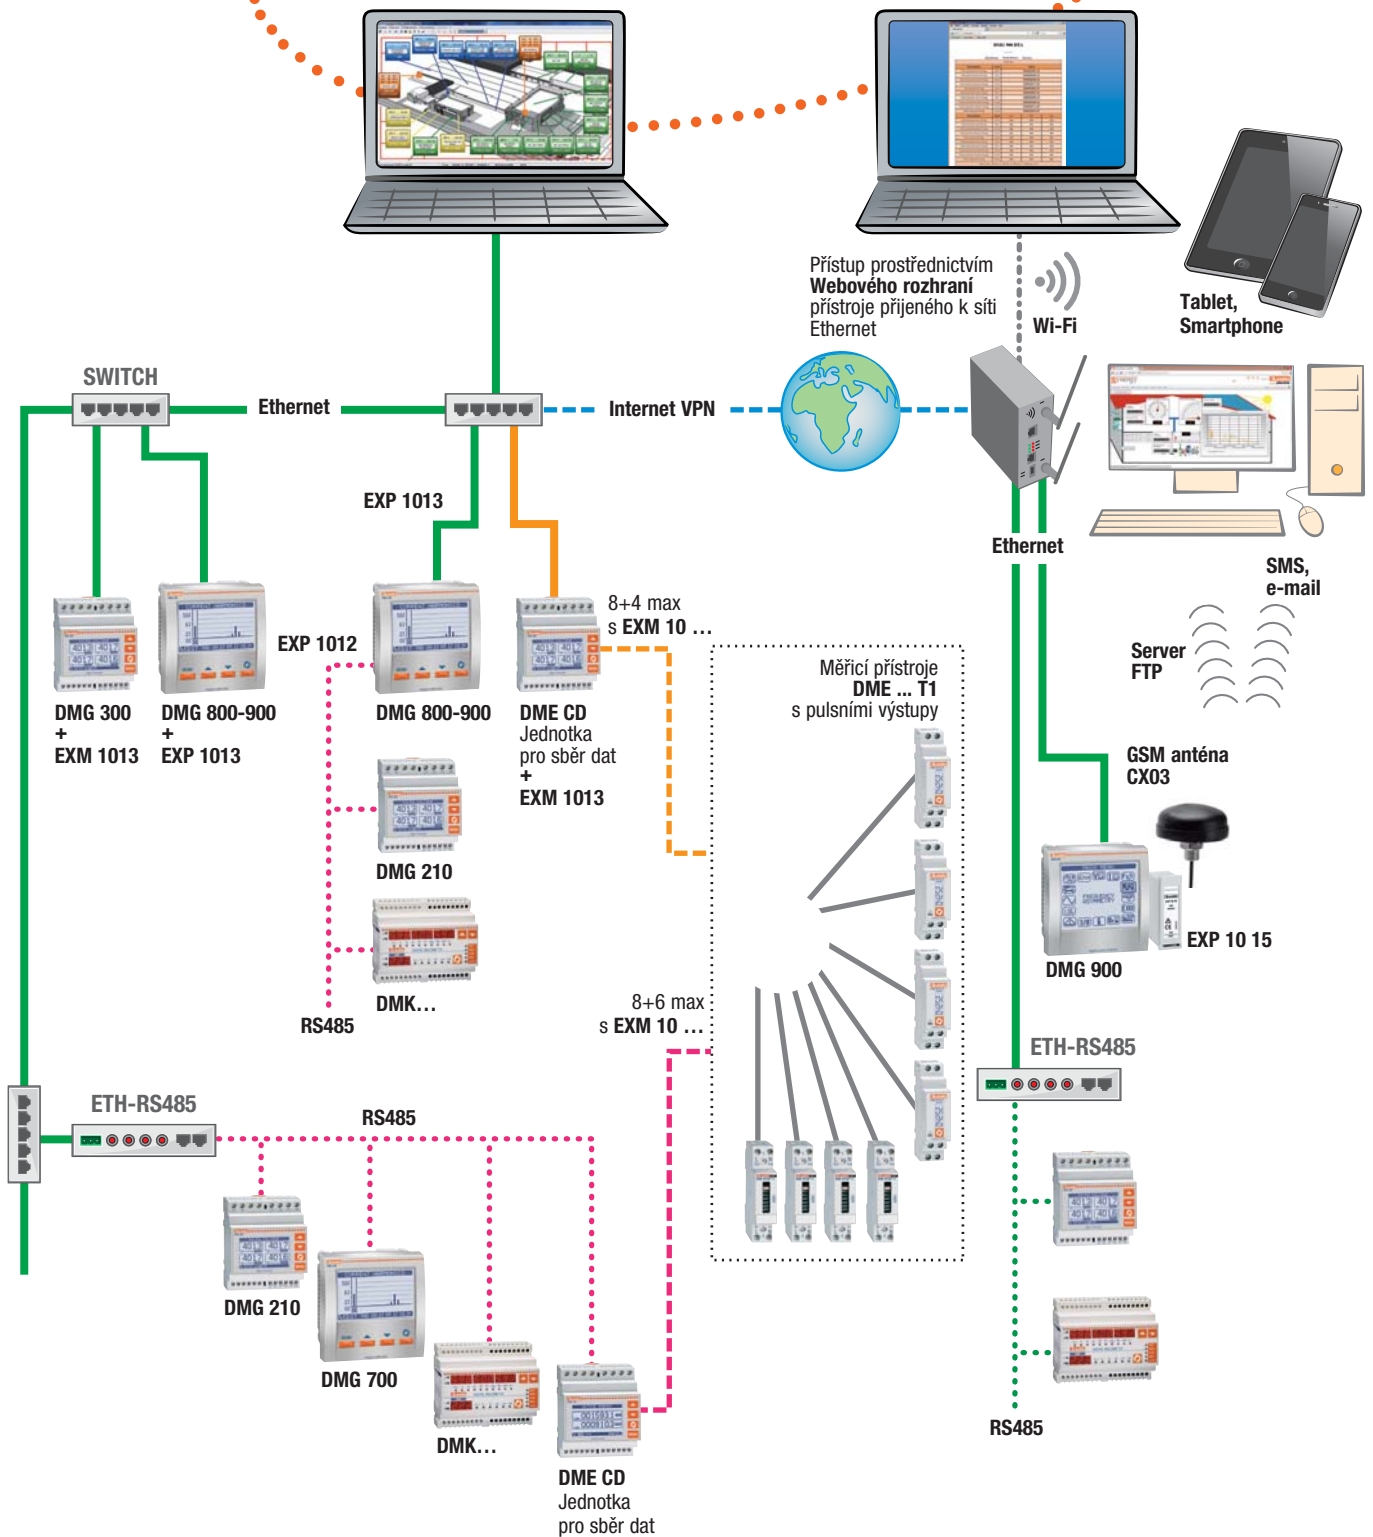 Přístup prostřednictvím
Webového rozhraní
přístroje přijeného k síti
Ethernet
Wi-Fi
Tablet,
Smartphone
SWITCH
Ethernet
Internet VPN
EXP 1013
Ethernet
SMS,
e-mail
Server
FTP
8+4 max
s EXM 10 ...
EXP 1012
Měřicí přístroje
DME ... T1
s pulsními výstupy
DMG 300
+
EXM 1013
DMG 800-900
+
EXP 1013
DMG 800-900
DME CD
Jednotka
pro sběr dat
+
EXM 1013
GSM anténa
CX03
DMG 210
EXP 10 15
DMG 900
DMK...
RS485
8+6 max
s EXM 10 ...
ETH-RS485
ETH-RS485
RS485
DMG 210
DMG 700
DMK...
RS485
DME CD
Jednotka
pro sběr dat